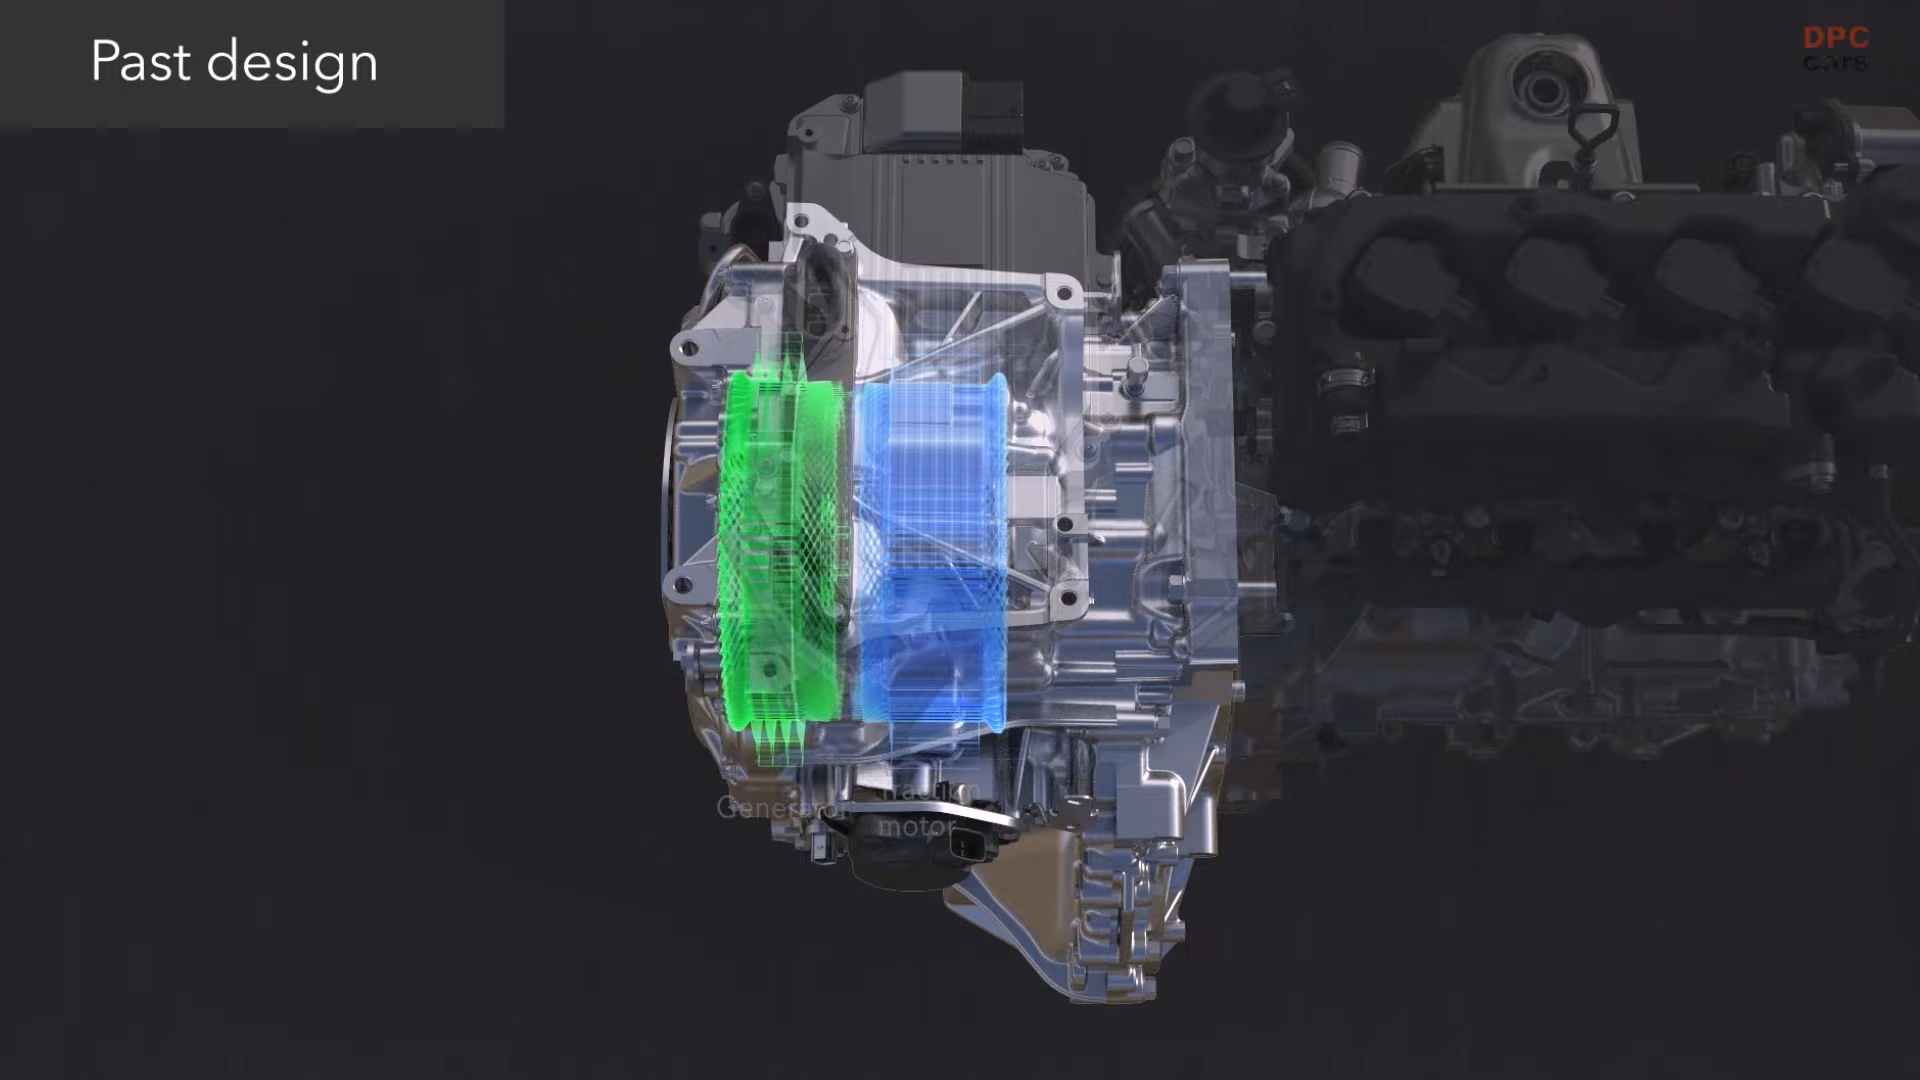 Past design
DPC
cars
Generator
Traction
motor